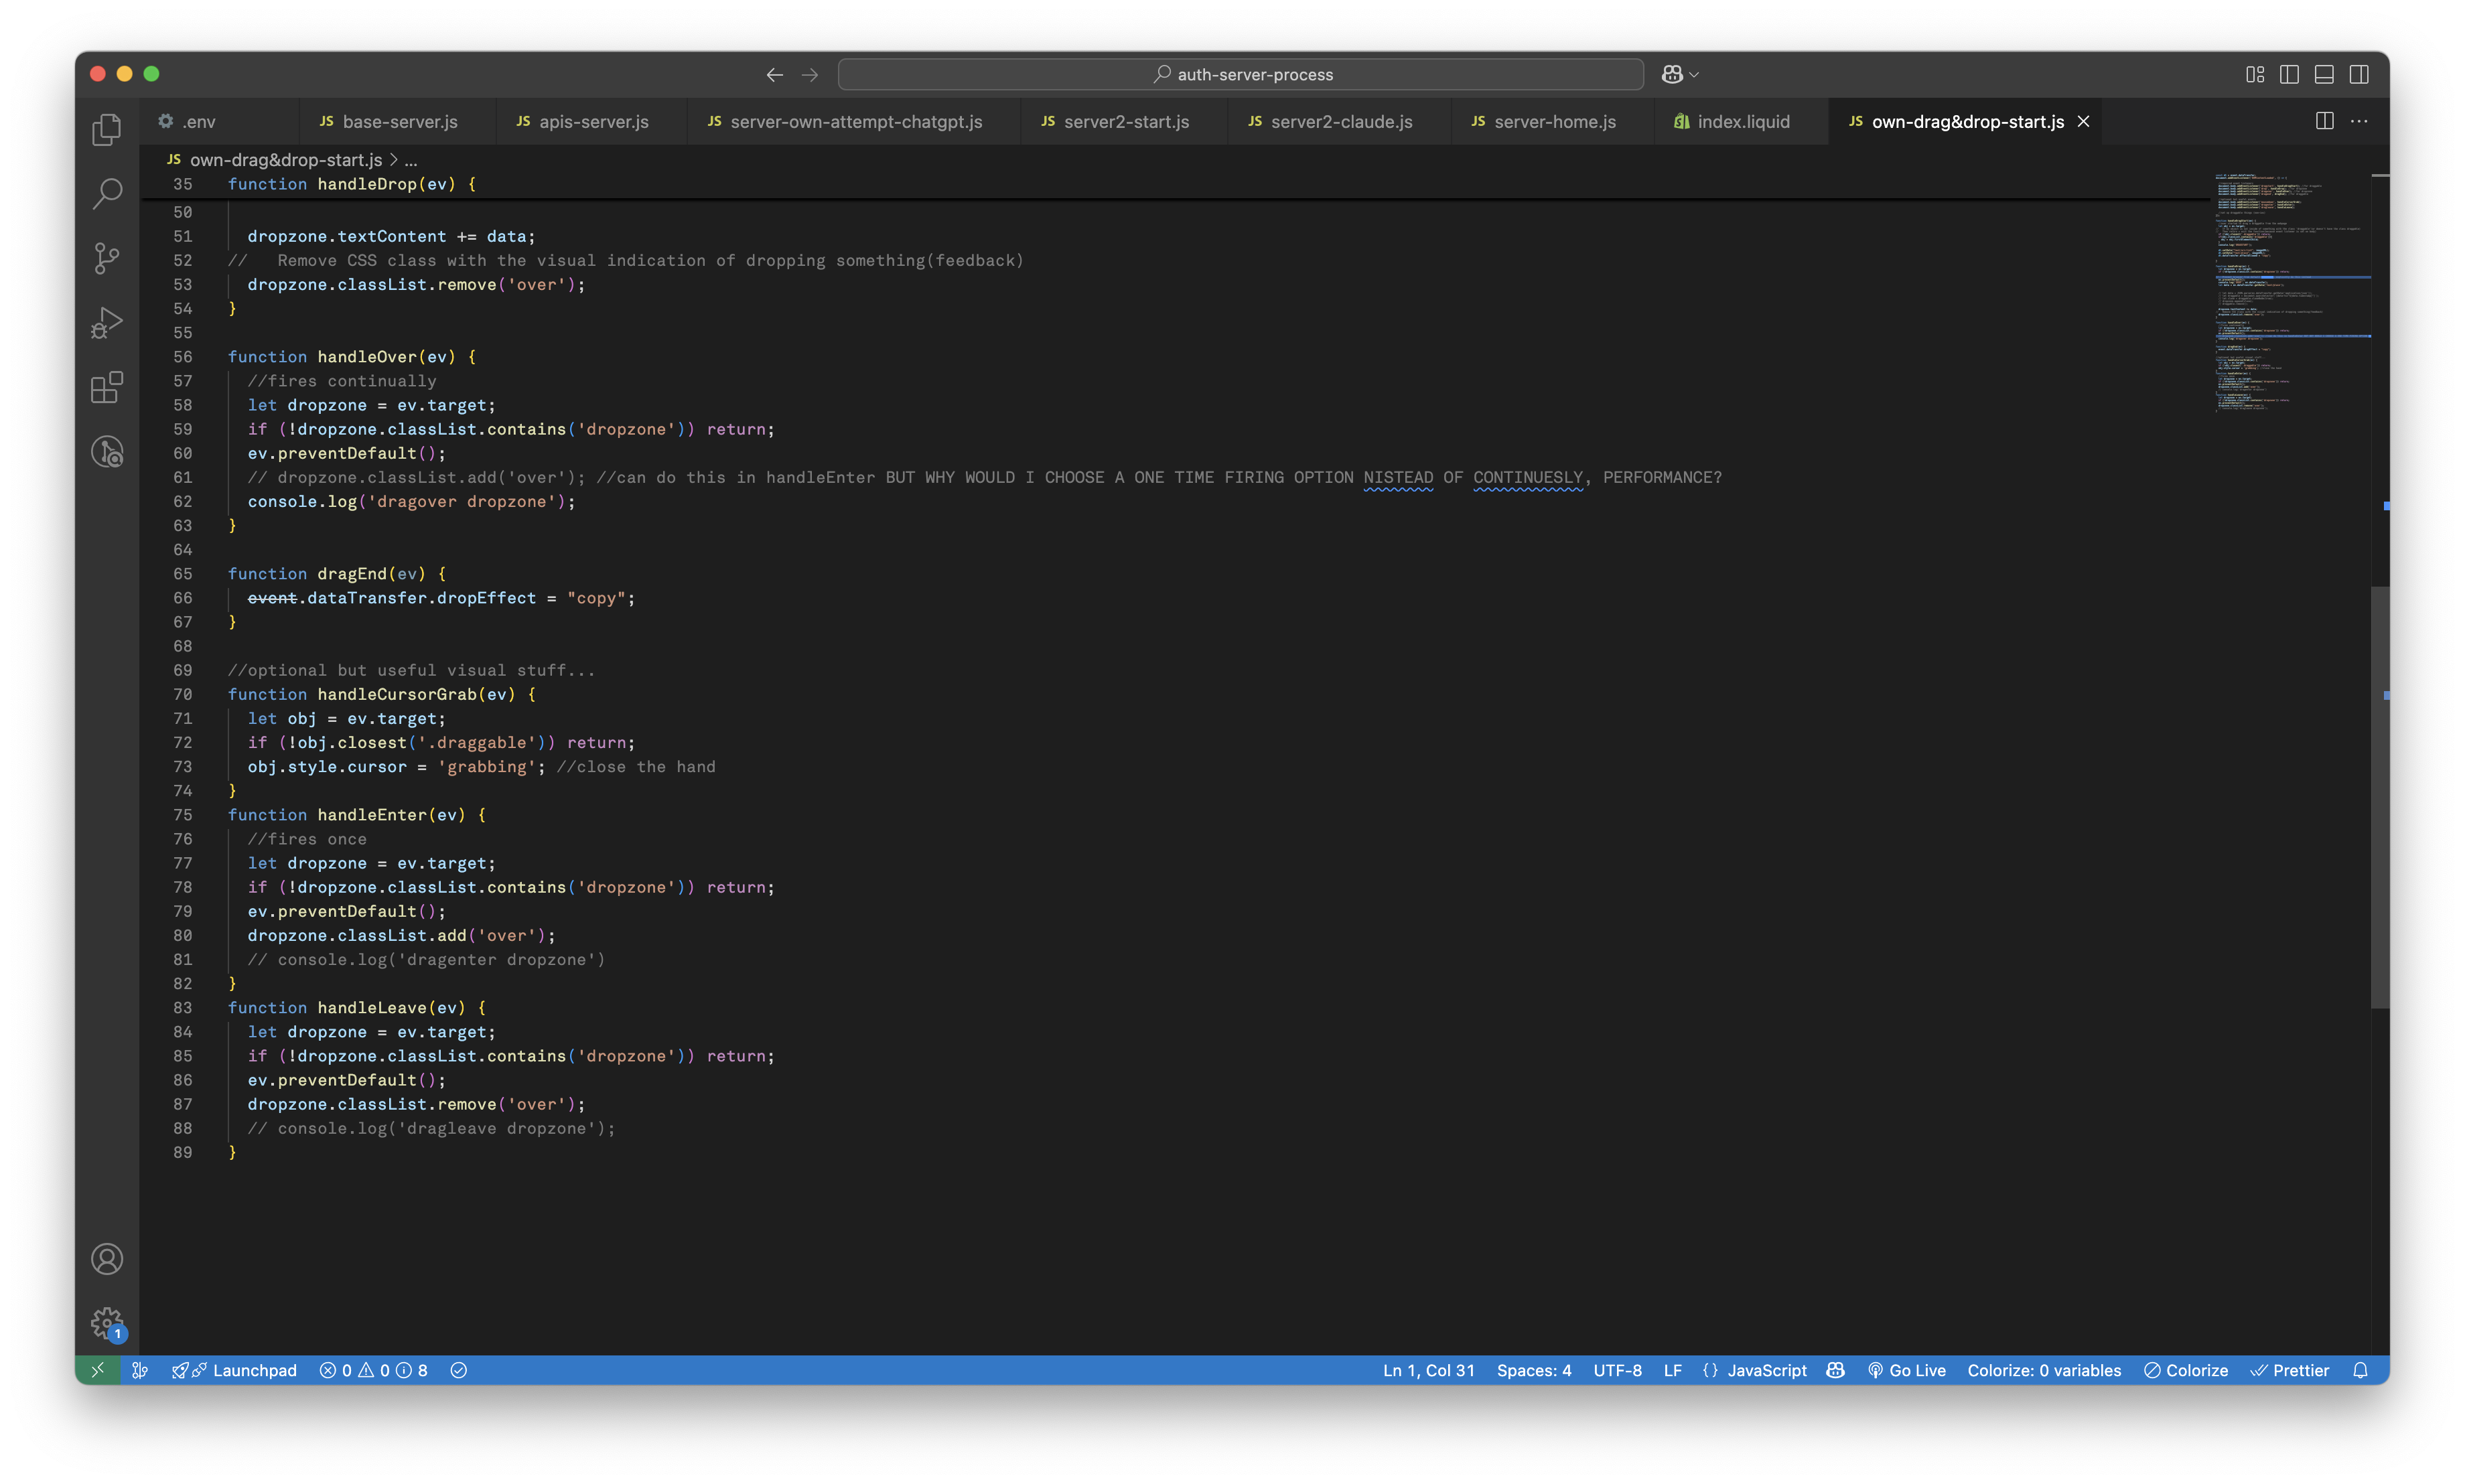 auth-server-process
.env
JS base-server.js
JS apis-server.js
JS server-own-attempt-chatgpt.js
JS server2-start.js
JS server2-claude.js
JS server-home.js
index.liquid
JS own-drag&drop-start.js
JS own-drag&drop-start.js > ...
35 function handleDrop(ev) {
50
51   dropzone.textContent += data;
52 //   Remove CSS class with the visual indication of dropping something(feedback)
53   dropzone.classList.remove('over');
54 }
55
56 function handleOver(ev) {
57   //fires continually
58   let dropzone = ev.target;
59   if (!dropzone.classList.contains('dropzone')) return;
60   ev.preventDefault();
61   // dropzone.classList.add('over'); //can do this in handleEnter BUT WHY WOULD I CHOOSE A ONE TIME FIRING OPTION NISTEAD OF CONTINUESLY, PERFORMANCE?
62   console.log('dragover dropzone');
63 }
64
65 function dragEnd(ev) {
66   event.dataTransfer.dropEffect = "copy";
67 }
68
69 //optional but useful visual stuff...
70 function handleCursorGrab(ev) {
71   let obj = ev.target;
72   if (!obj.closest('.draggable')) return;
73   obj.style.cursor = 'grabbing'; //close the hand
74 }
75 function handleEnter(ev) {
76   //fires once
77   let dropzone = ev.target;
78   if (!dropzone.classList.contains('dropzone')) return;
79   ev.preventDefault();
80   dropzone.classList.add('over');
81   // console.log('dragenter dropzone')
82 }
83 function handleLeave(ev) {
84   let dropzone = ev.target;
85   if (!dropzone.classList.contains('dropzone')) return;
86   ev.preventDefault();
87   dropzone.classList.remove('over');
88   // console.log('dragleave dropzone');
89 }
1
Launchpad 0 0 8 Ln 1, Col 31 Spaces: 4 UTF-8 LF {} JavaScript Go Live Colorize: 0 variables Colorize Prettier